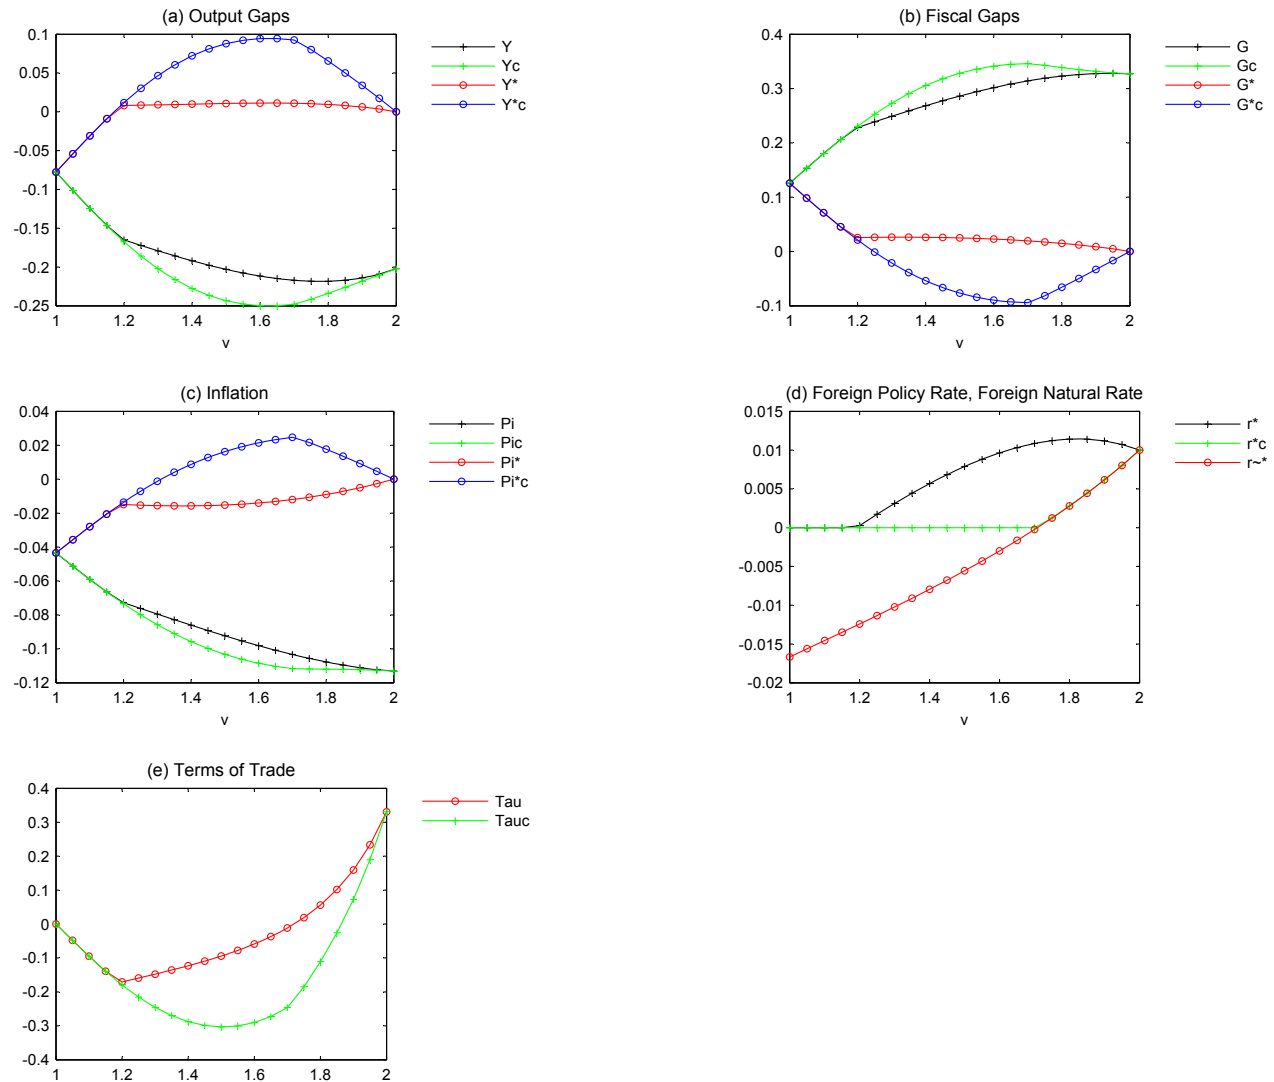 (a) Output Gaps
0.1
0.05
0
-0.05
-0.1
-0.15
-0.2
-0.25
1 1.2 1.4 1.6 1.8 2
v
Y
Yc
Y*
Y*c
(b) Fiscal Gaps
0.4
0.3
0.2
0.1
0
-0.1
1 1.2 1.4 1.6 1.8 2
v
G
Gc
G*
G*c
(c) Inflation
0.04
0.02
0
-0.02
-0.04
-0.06
-0.08
-0.1
-0.12
1 1.2 1.4 1.6 1.8 2
v
Pi
Pic
Pi*
Pi*c
(d) Foreign Policy Rate, Foreign Natural Rate
0.015
0.01
0.005
0
-0.005
-0.01
-0.015
-0.02
1 1.2 1.4 1.6 1.8 2
v
r*
r*c
r~*
(e) Terms of Trade
0.4
0.3
0.2
0.1
0
-0.1
-0.2
-0.3
-0.4
1 1.2 1.4 1.6 1.8 2
Tau
Tauc